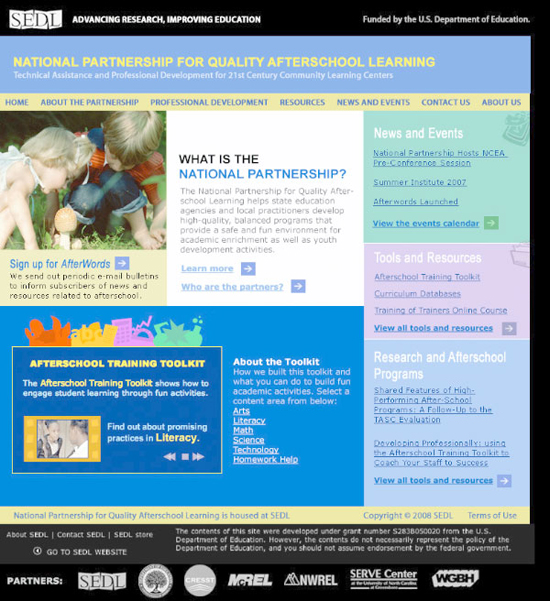 SEDL ADVANCING RESEARCH, IMPROVING EDUCATION
Funded by the U.S. Department of Education.
NATIONAL PARTNERSHIP FOR QUALITY AFTERSCHOOL LEARNING
Technical Assistance and Professional Development for 21st Century Community Learning Centers
HOME ABOUT THE PARTNERSHIP PROFESSIONAL DEVELOPMENT RESOURCES NEWS AND EVENTS CONTACT US ABOUT US
WHAT IS THE
NATIONAL PARTNERSHIP?
The National Partnership for Quality After-
school Learning helps state education
agencies and local practitioners develop
high-quality, balanced programs that
provide a safe and fun environment for
academic enrichment as well as youth
development activities.
Learn more
Who are the partners?
Sign up for AfterWords
We send out periodic e-mail bulletins
to inform subscribers of news and
resources related to afterschool.
News and Events
National Partnership Hosts NCEA
Pre-Conference Session
Summer Institute 2007
Afterwords Launched
View the events calendar
Tools and Resources
Afterschool Training Toolkit
Curriculum Databases
Training of Trainers Online Course
View all tools and resources
Research and Afterschool
Programs
Shared Features of High-
Performing After-School
Programs: A Follow-Up to the
TASC Evaluation
Developing Professionally: using
the Afterschool Training Toolkit to
Coach Your Staff to Success
View all tools and resources
AFTERSCHOOL TRAINING TOOLKIT
The Afterschool Training Toolkit shows how to
engage student learning through fun activities.
Find out about promising
practices in Literacy.
About the Toolkit
How we built this toolkit and
what you can do to build fun
academic activities. Select a
content area from below:
Arts
Literacy
Math
Science
Technology
Homework Help
National Partnership for Quality Afterschool Learning is housed at SEDL
Copyright © 2008 SEDL Terms of Use
About SEDL | Contact SEDL | SEDL store
GO TO SEDL WEBSITE
The contents of this site were developed under grant number S283B050020 from the U.S.
Department of Education. However, the contents do not necessarily represent the policy of the
Department of Education, and you should not assume endorsement by the federal government.
PARTNERS: SEDL CRESST McREL NWREL SERVE Center WGBH